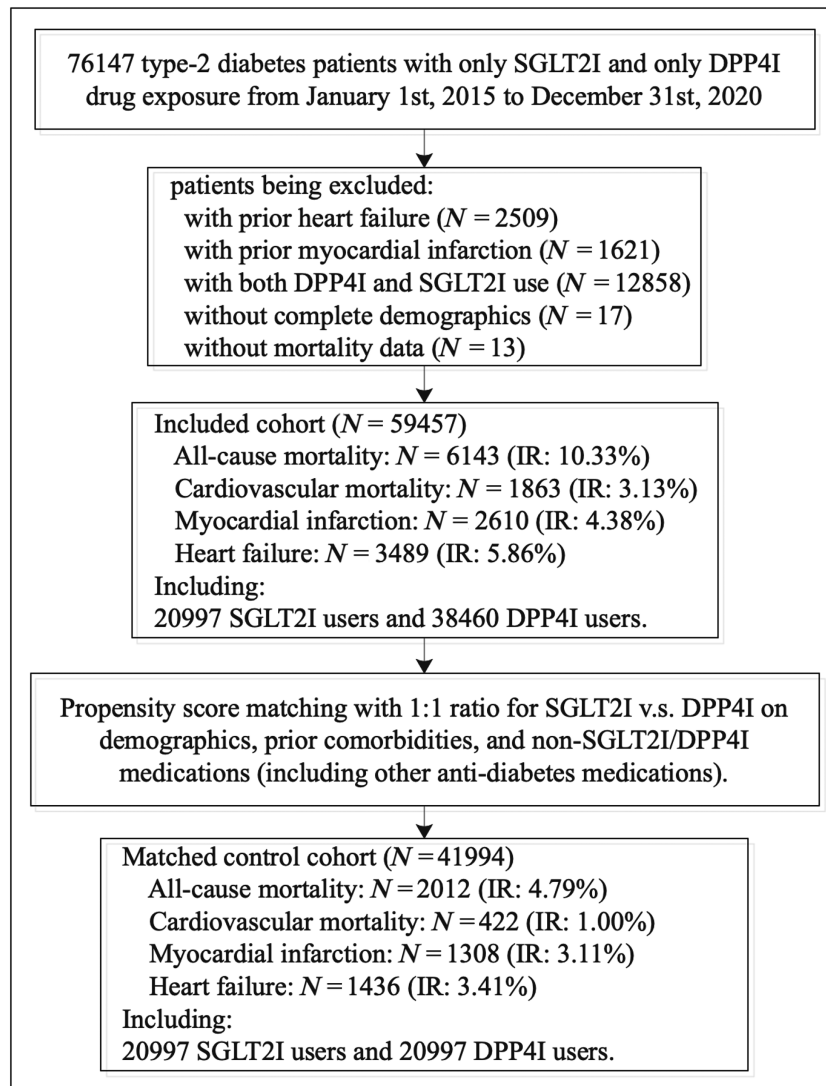 76147 type-2 diabetes patients with only SGLT2I and only DPP4I
drug exposure from January 1st, 2015 to December 31st, 2020
patients being excluded:
with prior heart failure (N = 2509)
with prior myocardial infarction (N = 1621)
with both DPP4I and SGLT2I use (N = 12858)
without complete demographics (N = 17)
without mortality data (N = 13)
Included cohort (N = 59457)
All-cause mortality: N = 6143 (IR: 10.33%)
Cardiovascular mortality: N = 1863 (IR: 3.13%)
Myocardial infarction: N = 2610 (IR: 4.38%)
Heart failure: N = 3489 (IR: 5.86%)
Including:
20997 SGLT2I users and 38460 DPP4I users.
Propensity score matching with 1:1 ratio for SGLT2I v.s. DPP4I on
demographics, prior comorbidities, and non-SGLT2I/DPP4I
medications (including other anti-diabetes medications).
Matched control cohort (N = 41994)
All-cause mortality: N = 2012 (IR: 4.79%)
Cardiovascular mortality: N = 422 (IR: 1.00%)
Myocardial infarction: N = 1308 (IR: 3.11%)
Heart failure: N = 1436 (IR: 3.41%)
Including:
20997 SGLT2I users and 20997 DPP4I users.